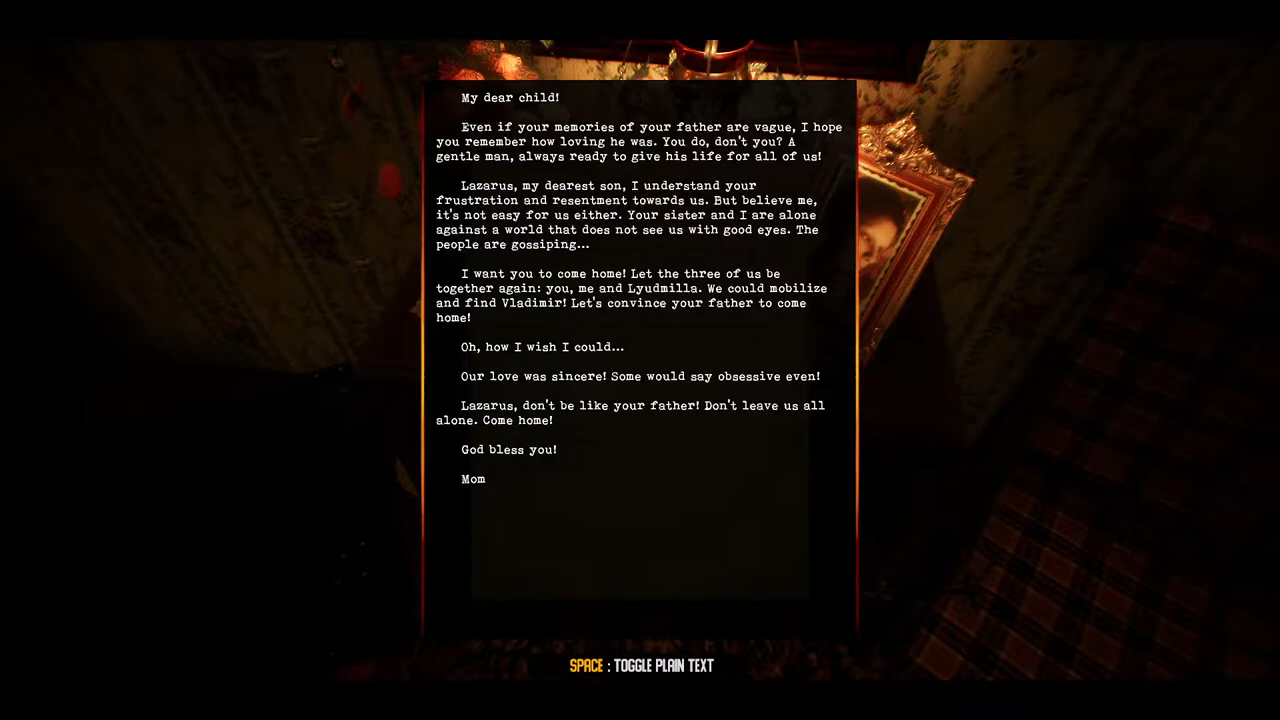 My dear child!
Even if your memories of your father are vague, I hope
you remember how loving he was. You do, don't you? A
gentle man, always ready to give his life for all of us!
Lazarus, my dearest son, I understand your
frustration and resentment towards us. But believe me,
it's not easy for us either. Your sister and I are alone
against a world that does not see us with good eyes. The
people are gossiping...
I want you to come home! Let the three of us be
together again: you, me and Lyudmilla. We could mobilize
and find Vladimir! Let's convince your father to come
home!
Oh, how I wish I could...
Our love was sincere! Some would say obsessive even!
Lazarus, don't be like your father! Don't leave us all
alone. Come home!
God bless you!
Mom
SPACE : TOGGLE PLAIN TEXT